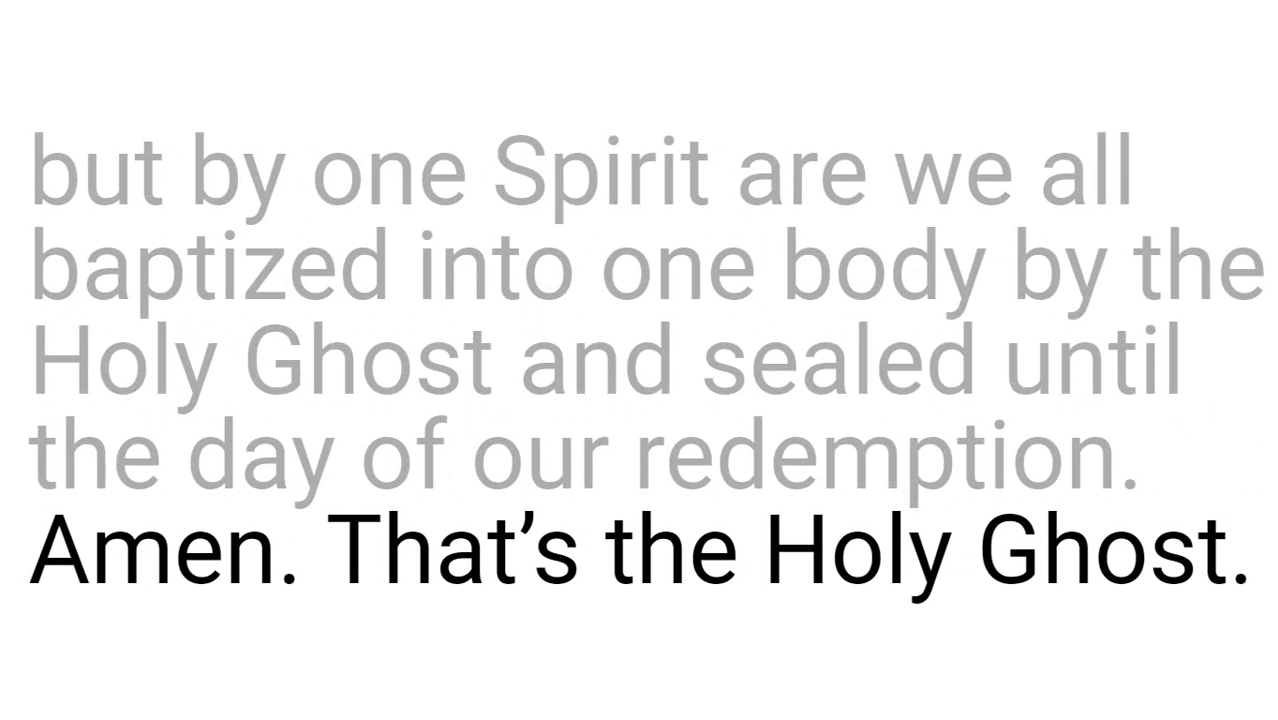 but by one Spirit are we all
baptized into one body by the
Holy Ghost and sealed until
the day of our redemption.
Amen. That’s the Holy Ghost.